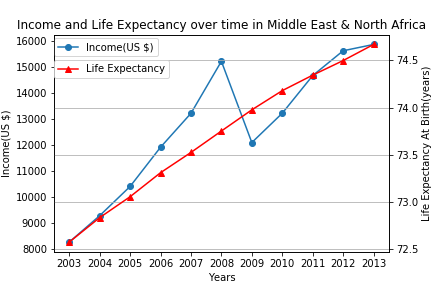 Income and Life Expectancy over time in Middle East & North Africa
Income(US $)
Life Expectancy
16000
15000
14000
13000
12000
11000
10000
9000
8000
Income(US $)
74.5
74.0
73.5
73.0
72.5
Life Expectancy At Birth(years)
2003 2004 2005 2006 2007 2008 2009 2010 2011 2012 2013
Years